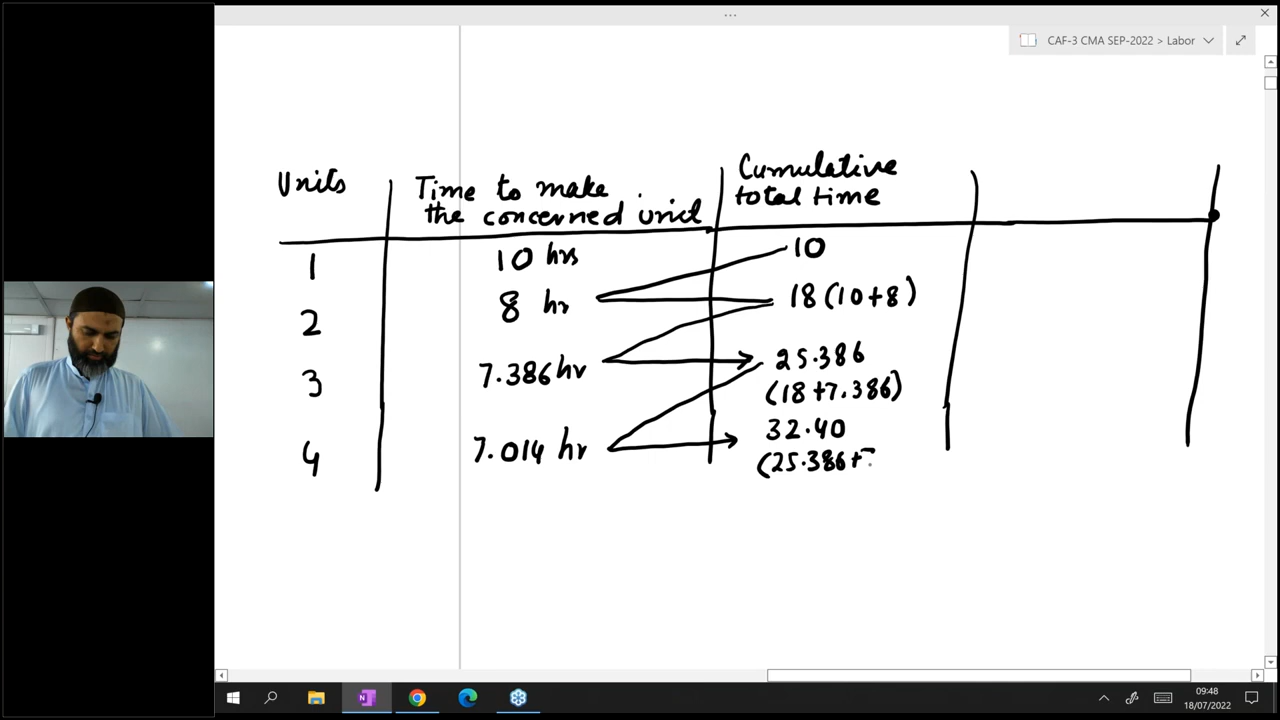 CAF-3 CMA SEP-2022 > Labor
Units
Time to make
the concerned unit
Cumulative
total time
1
10 hrs
10
2
8 hr
18 (10+8)
3
7.386 hr
25.386
(18+7.386)
4
7.014 hr
32.40
(25.386+
09:48
18/07/2022